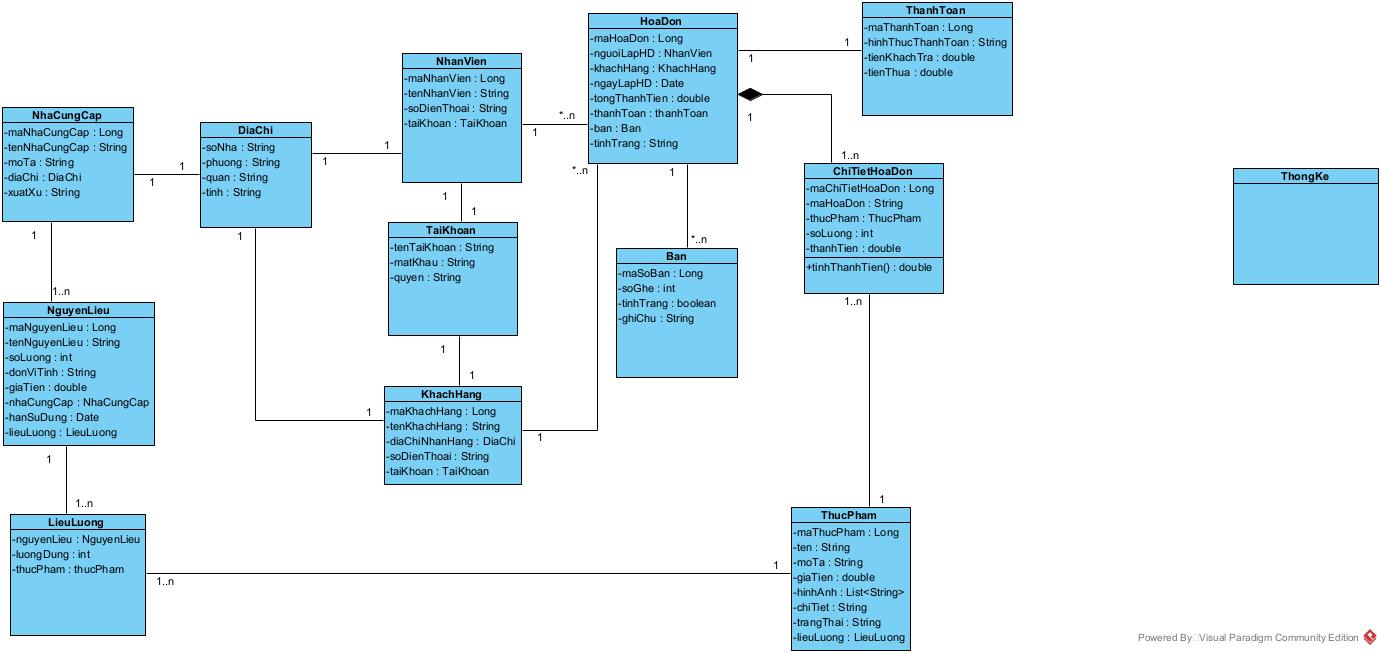 NhaCungCap
-maNhaCungCap : Long
-tenNhaCungCap : String
-moTa : String
-diaChi : DiaChi
-xuatXu : String
1
1
1
1..n
DiaChi
-soNha : String
-phuong : String
-quan : String
-tinh : String
1
1
1
1
NhanVien
-maNhanVien : Long
-tenNhanVien : String
-soDienThoai : String
-taiKhoan : TaiKhoan
1
*..n
1
1
TaiKhoan
-tenTaiKhoan : String
-matKhau : String
-quyen : String
1
1
KhachHang
-maKhachHang : Long
-tenKhachHang : String
-diaChiNhanHang : DiaChi
-soDienThoai : String
-taiKhoan : TaiKhoan
1
*..n
HoaDon
-maHoaDon : Long
-nguoiLapHD : NhanVien
-khachHang : KhachHang
-ngayLapHD : Date
-tongThanhTien : double
-thanhToan : thanhToan
-ban : Ban
-tinhTrang : String
1
1
1
1..n
1
*..n
ThanhToan
-maThanhToan : Long
-hinhThucThanhToan : String
-tienKhachTra : double
-tienThua : double
Ban
-maSoBan : Long
-soGhe : int
-tinhTrang : boolean
-ghiChu : String
ChiTietHoaDon
-maChiTietHoaDon : Long
-maHoaDon : String
-thucPham : ThucPham
-soLuong : int
-thanhTien : double
+tinhThanhTien() : double
1..n
1
ThongKe
NguyenLieu
-maNguyenLieu : Long
-tenNguyenLieu : String
-soLuong : int
-donViTinh : String
-giaTien : double
-nhaCungCap : NhaCungCap
-hanSuDung : Date
-lieuLuong : LieuLuong
1
1..n
LieuLuong
-nguyenLieu : NguyenLieu
-luongDung : int
-thucPham : thucPham
1..n
1
ThucPham
-maThucPham : Long
-ten : String
-moTa : String
-giaTien : double
-hinhAnh : List<String>
-chiTiet : String
-trangThai : String
-lieuLuong : LieuLuong
Powered By Visual Paradigm Community Edition